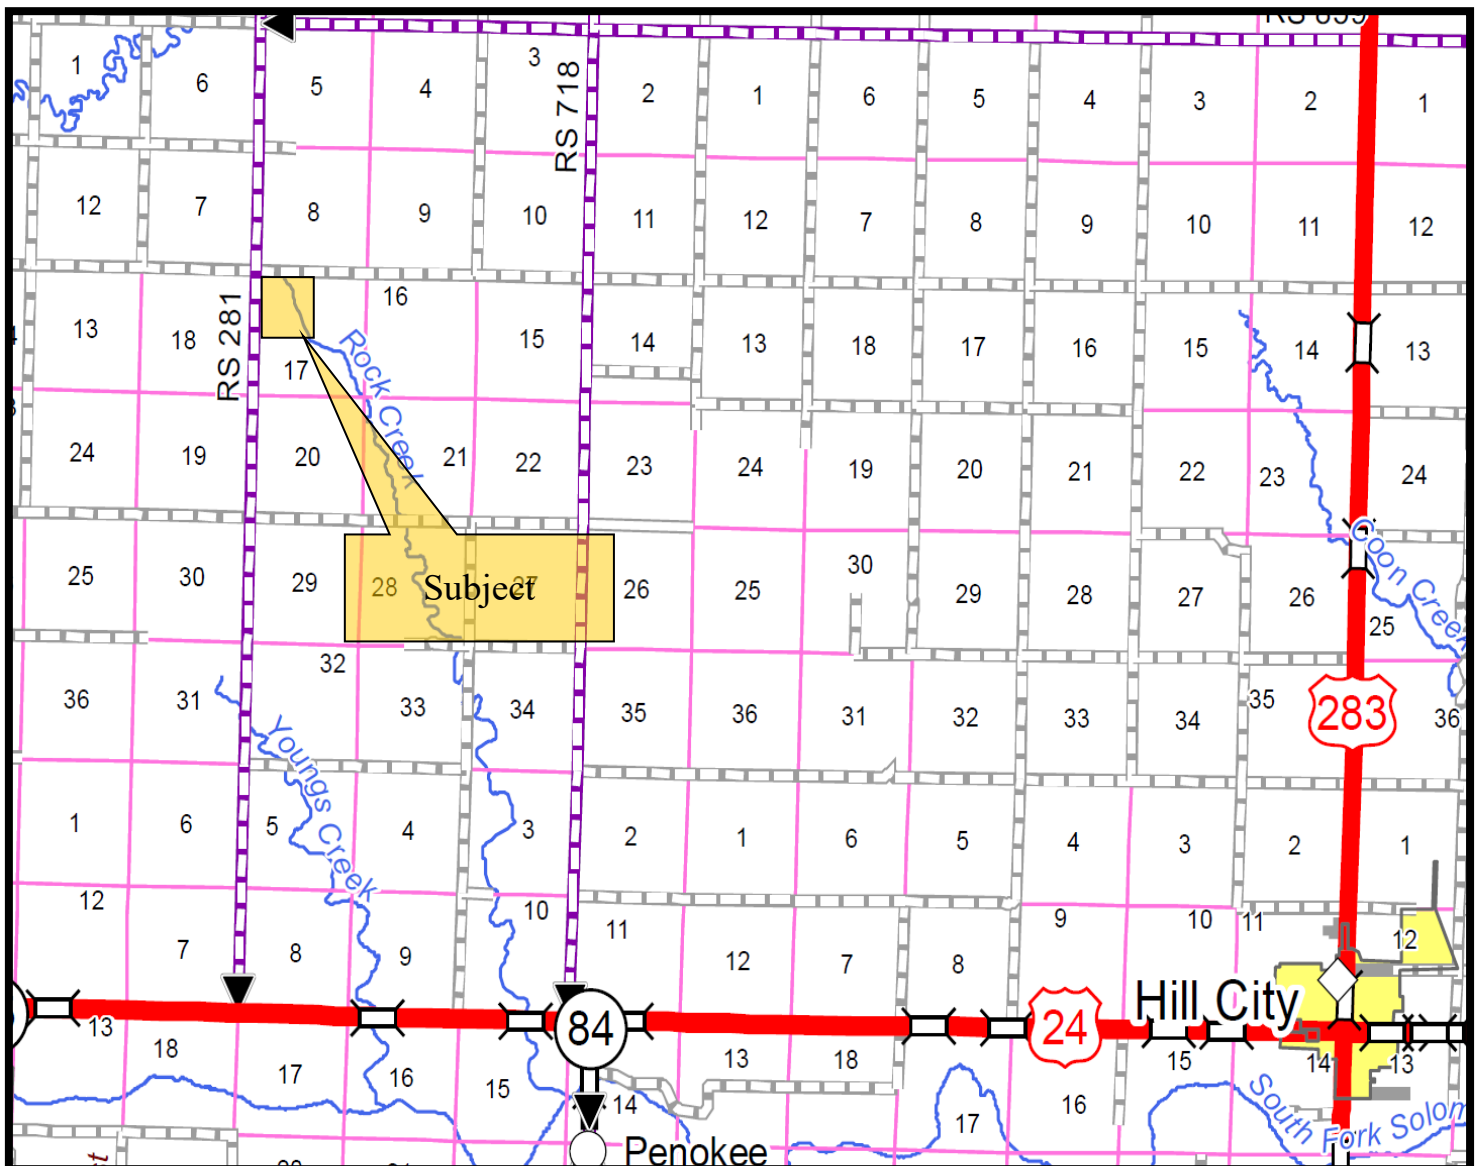 RS 899
1 6 5 4 3 2 1 6 5 4 3 2 1
RS 718
12 7 8 9 10 11 12 7 8 9 10 11 12
RS 281
13 18 17 16 15 14 13 18 17 16 15 14 13
Rock Creek
24 19 20 21 22 23 24 19 20 21 22 23 24
25 30 29 28 27 26 25 30 29 28 27 26 25
Subject
Coon Creek
36 31 32 33 34 35 36 31 32 33 34 35 36
283
Youngs Creek
1 6 5 4 3 2 1 6 5 4 3 2 1
12 7 8 9 10 11 12 7 8 9 10 11 12
Hill City
84
24
13 18 17 16 15 14 13 18 17 16 15 14 13
South Fork Solom
Penokee